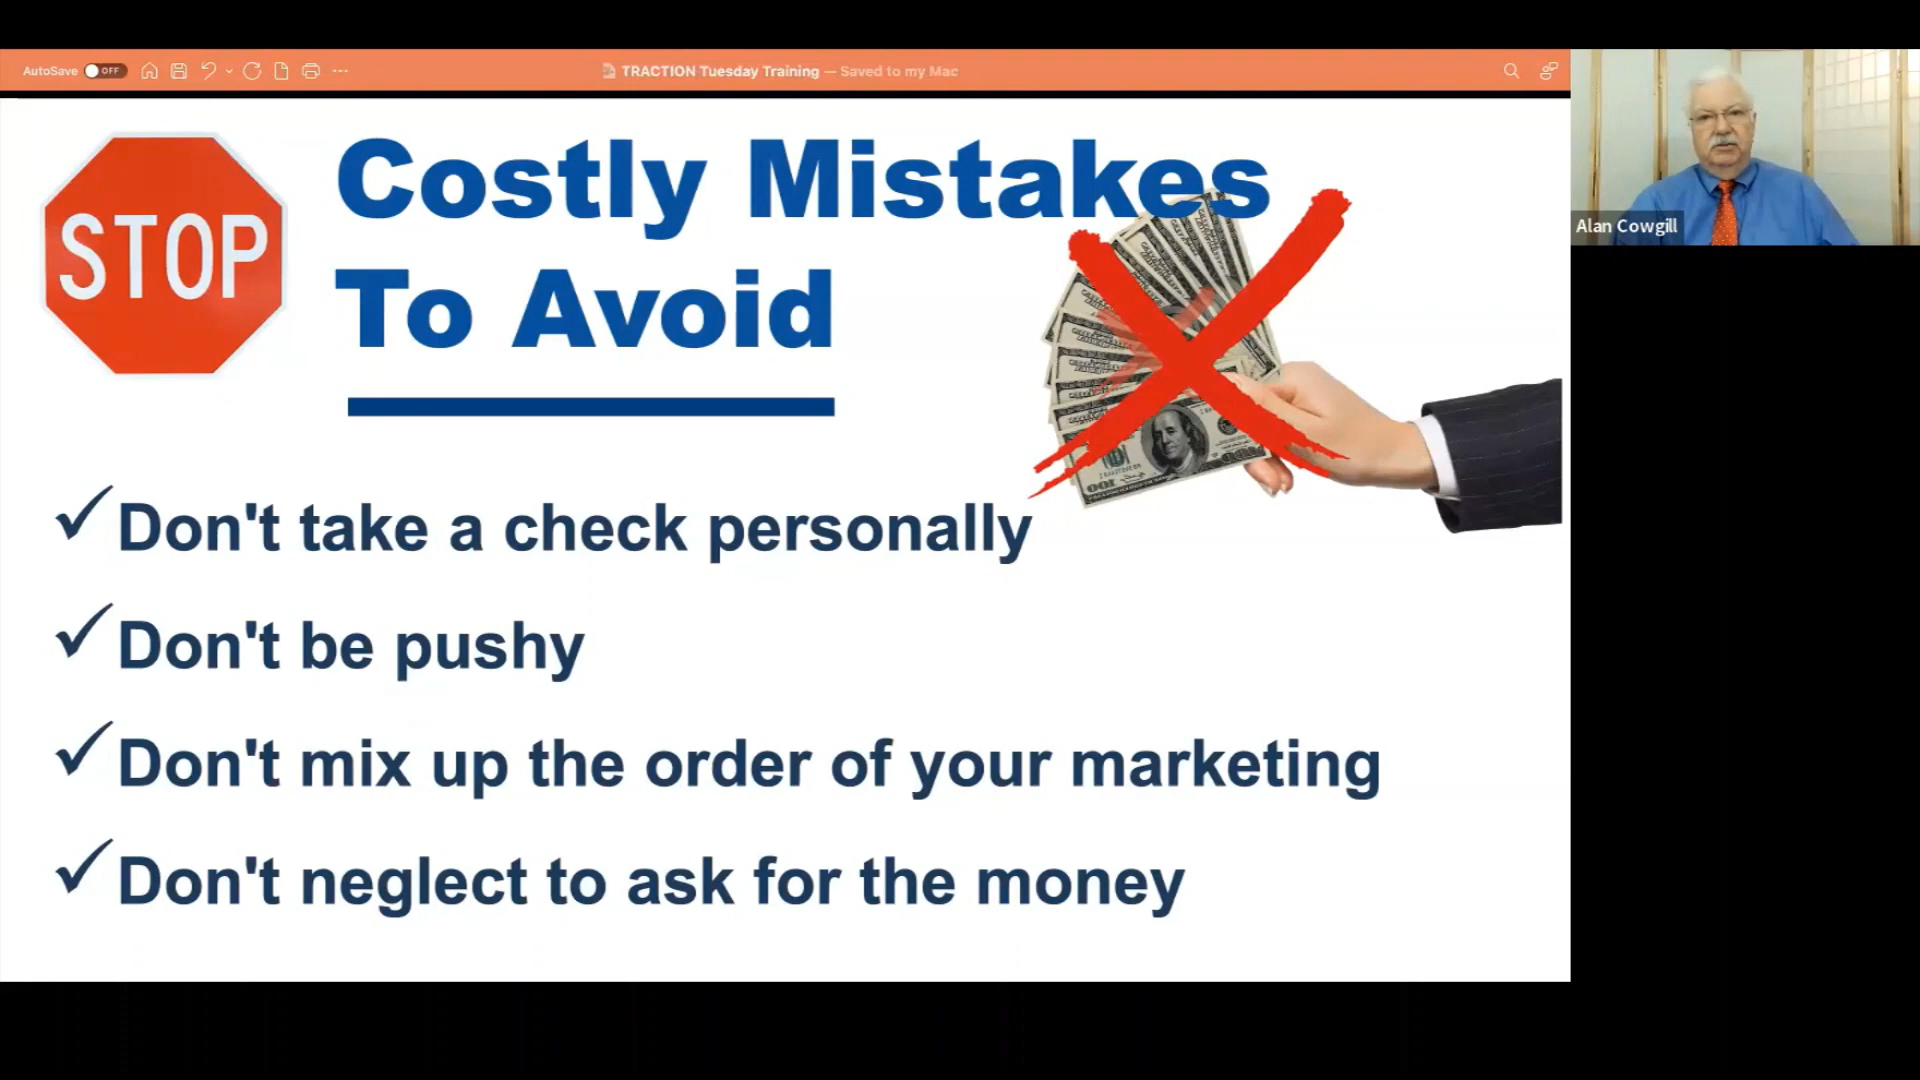 AutoSave OFF
TRACTION Tuesday Training — Saved to my Mac
STOP
Costly Mistakes
To Avoid
Don't take a check personally
Don't be pushy
Don't mix up the order of your marketing
Don't neglect to ask for the money
Alan Cowgill
100